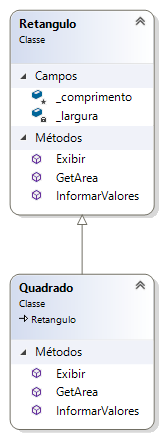 Retangulo
Classe
Campos
_comprimento
_largura
Métodos
Exibir
GetArea
InformarValores
Quadrado
Classe
Retangulo
Métodos
Exibir
GetArea
InformarValores